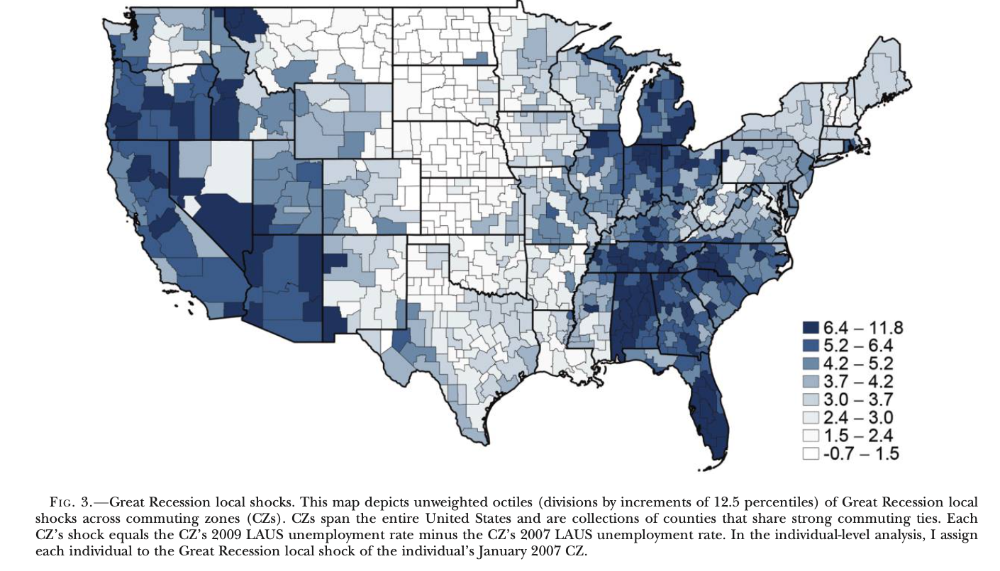 6.4 – 11.8
5.2 – 6.4
4.2 – 5.2
3.7 – 4.2
3.0 – 3.7
2.4 – 3.0
1.5 – 2.4
-0.7 – 1.5
FIG. 3.—Great Recession local shocks. This map depicts unweighted octiles (divisions by increments of 12.5 percentiles) of Great Recession local
shocks across commuting zones (CZs). CZs span the entire United States and are collections of counties that share strong commuting ties. Each
CZ's shock equals the CZ's 2009 LAUS unemployment rate minus the CZ's 2007 LAUS unemployment rate. In the individual-level analysis, I assign
each individual to the Great Recession local shock of the individual's January 2007 CZ.